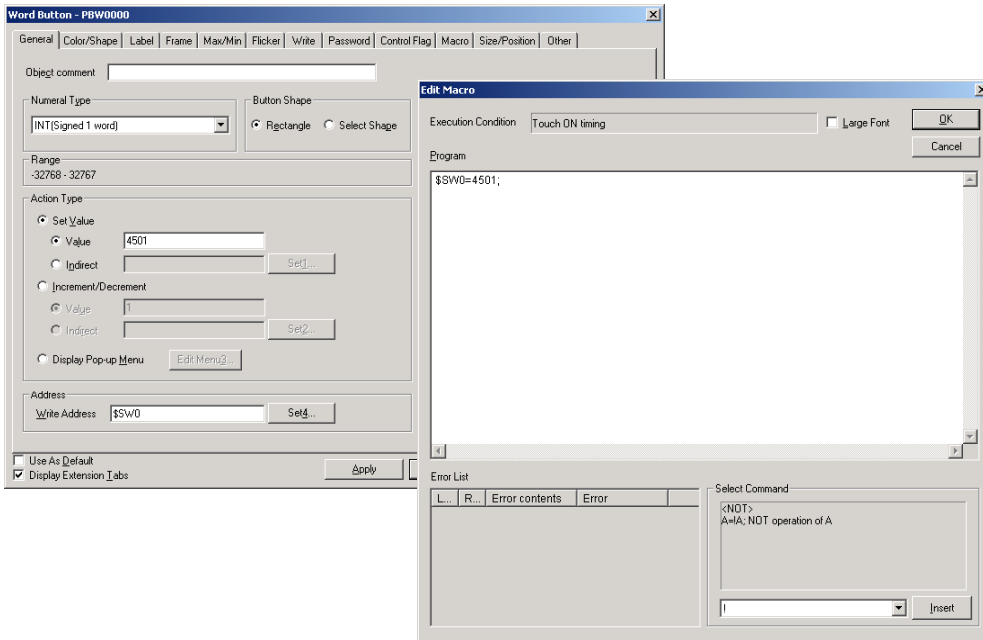 Word Button - PBW0000
General Color/Shape Label Frame Max/Min Flicker Write Password Control Flag Macro Size/Position Other
Object comment
Numeral Type
INT(Signed 1 word)
Button Shape
Rectangle Select Shape
Range
-32768 - 32767
Action Type
Set Value
Value 4501
Indirect Set1...
Increment/Decrement
Value 1
Indirect Set2...
Display Pop-up Menu Edit Menu3...
Address
Write Address $SW0 Set4...
Use As Default
Display Extension Tabs
Apply
Edit Macro
Execution Condition Touch ON timing Large Font OK
Cancel
Program
$SW0=4501;
Error List
L... R... Error contents Error
Select Command
<NOT>
A=!A; NOT operation of A
! Insert